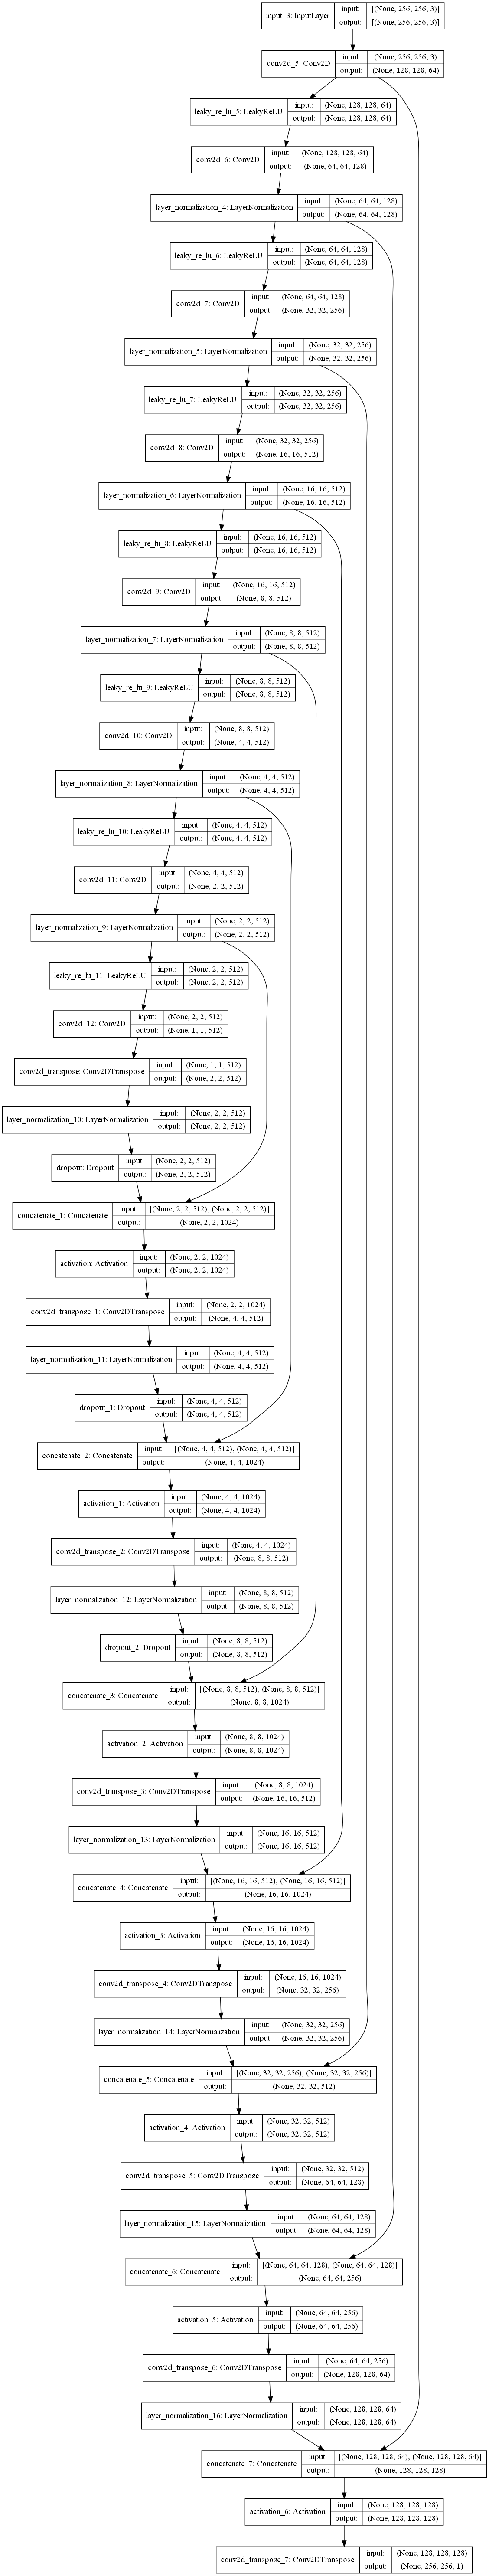 input_3: InputLayer input: [(None, 256, 256, 3)]
output: [(None, 256, 256, 3)]
conv2d_5: Conv2D input: (None, 256, 256, 3)
output: (None, 128, 128, 64)
leaky_re_lu_5: LeakyReLU input: (None, 128, 128, 64)
output: (None, 128, 128, 64)
conv2d_6: Conv2D input: (None, 128, 128, 64)
output: (None, 64, 64, 128)
layer_normalization_4: LayerNormalization input: (None, 64, 64, 128)
output: (None, 64, 64, 128)
leaky_re_lu_6: LeakyReLU input: (None, 64, 64, 128)
output: (None, 64, 64, 128)
conv2d_7: Conv2D input: (None, 64, 64, 128)
output: (None, 32, 32, 256)
layer_normalization_5: LayerNormalization input: (None, 32, 32, 256)
output: (None, 32, 32, 256)
leaky_re_lu_7: LeakyReLU input: (None, 32, 32, 256)
output: (None, 32, 32, 256)
conv2d_8: Conv2D input: (None, 32, 32, 256)
output: (None, 16, 16, 512)
layer_normalization_6: LayerNormalization input: (None, 16, 16, 512)
output: (None, 16, 16, 512)
leaky_re_lu_8: LeakyReLU input: (None, 16, 16, 512)
output: (None, 16, 16, 512)
conv2d_9: Conv2D input: (None, 16, 16, 512)
output: (None, 8, 8, 512)
layer_normalization_7: LayerNormalization input: (None, 8, 8, 512)
output: (None, 8, 8, 512)
leaky_re_lu_9: LeakyReLU input: (None, 8, 8, 512)
output: (None, 8, 8, 512)
conv2d_10: Conv2D input: (None, 8, 8, 512)
output: (None, 4, 4, 512)
layer_normalization_8: LayerNormalization input: (None, 4, 4, 512)
output: (None, 4, 4, 512)
leaky_re_lu_10: LeakyReLU input: (None, 4, 4, 512)
output: (None, 4, 4, 512)
conv2d_11: Conv2D input: (None, 4, 4, 512)
output: (None, 2, 2, 512)
layer_normalization_9: LayerNormalization input: (None, 2, 2, 512)
output: (None, 2, 2, 512)
leaky_re_lu_11: LeakyReLU input: (None, 2, 2, 512)
output: (None, 2, 2, 512)
conv2d_12: Conv2D input: (None, 2, 2, 512)
output: (None, 1, 1, 512)
conv2d_transpose: Conv2DTranspose input: (None, 1, 1, 512)
output: (None, 2, 2, 512)
layer_normalization_10: LayerNormalization input: (None, 2, 2, 512)
output: (None, 2, 2, 512)
dropout: Dropout input: (None, 2, 2, 512)
output: (None, 2, 2, 512)
concatenate_1: Concatenate input: [(None, 2, 2, 512), (None, 2, 2, 512)]
output: (None, 2, 2, 1024)
activation: Activation input: (None, 2, 2, 1024)
output: (None, 2, 2, 1024)
conv2d_transpose_1: Conv2DTranspose input: (None, 2, 2, 1024)
output: (None, 4, 4, 512)
layer_normalization_11: LayerNormalization input: (None, 4, 4, 512)
output: (None, 4, 4, 512)
dropout_1: Dropout input: (None, 4, 4, 512)
output: (None, 4, 4, 512)
concatenate_2: Concatenate input: [(None, 4, 4, 512), (None, 4, 4, 512)]
output: (None, 4, 4, 1024)
activation_1: Activation input: (None, 4, 4, 1024)
output: (None, 4, 4, 1024)
conv2d_transpose_2: Conv2DTranspose input: (None, 4, 4, 1024)
output: (None, 8, 8, 512)
layer_normalization_12: LayerNormalization input: (None, 8, 8, 512)
output: (None, 8, 8, 512)
dropout_2: Dropout input: (None, 8, 8, 512)
output: (None, 8, 8, 512)
concatenate_3: Concatenate input: [(None, 8, 8, 512), (None, 8, 8, 512)]
output: (None, 8, 8, 1024)
activation_2: Activation input: (None, 8, 8, 1024)
output: (None, 8, 8, 1024)
conv2d_transpose_3: Conv2DTranspose input: (None, 8, 8, 1024)
output: (None, 16, 16, 512)
layer_normalization_13: LayerNormalization input: (None, 16, 16, 512)
output: (None, 16, 16, 512)
concatenate_4: Concatenate input: [(None, 16, 16, 512), (None, 16, 16, 512)]
output: (None, 16, 16, 1024)
activation_3: Activation input: (None, 16, 16, 1024)
output: (None, 16, 16, 1024)
conv2d_transpose_4: Conv2DTranspose input: (None, 16, 16, 1024)
output: (None, 32, 32, 256)
layer_normalization_14: LayerNormalization input: (None, 32, 32, 256)
output: (None, 32, 32, 256)
concatenate_5: Concatenate input: [(None, 32, 32, 256), (None, 32, 32, 256)]
output: (None, 32, 32, 512)
activation_4: Activation input: (None, 32, 32, 512)
output: (None, 32, 32, 512)
conv2d_transpose_5: Conv2DTranspose input: (None, 32, 32, 512)
output: (None, 64, 64, 128)
layer_normalization_15: LayerNormalization input: (None, 64, 64, 128)
output: (None, 64, 64, 128)
concatenate_6: Concatenate input: [(None, 64, 64, 128), (None, 64, 64, 128)]
output: (None, 64, 64, 256)
activation_5: Activation input: (None, 64, 64, 256)
output: (None, 64, 64, 256)
conv2d_transpose_6: Conv2DTranspose input: (None, 64, 64, 256)
output: (None, 128, 128, 64)
layer_normalization_16: LayerNormalization input: (None, 128, 128, 64)
output: (None, 128, 128, 64)
concatenate_7: Concatenate input: [(None, 128, 128, 64), (None, 128, 128, 64)]
output: (None, 128, 128, 128)
activation_6: Activation input: (None, 128, 128, 128)
output: (None, 128, 128, 128)
conv2d_transpose_7: Conv2DTranspose input: (None, 128, 128, 128)
output: (None, 256, 256, 1)